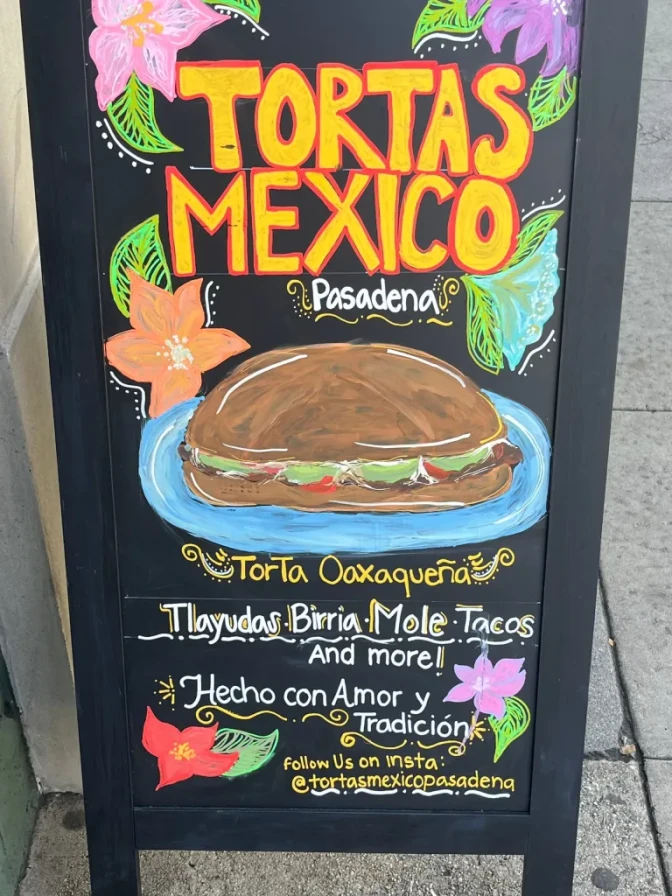 TORTAS
MEXICO
Pasadena
Torta Oaxaqueña
Tlayudas · Birria · Mole · Tacos
And more!!
Hecho con Amor y
Tradición
follow Us on insta:
@tortasmexicopasadena